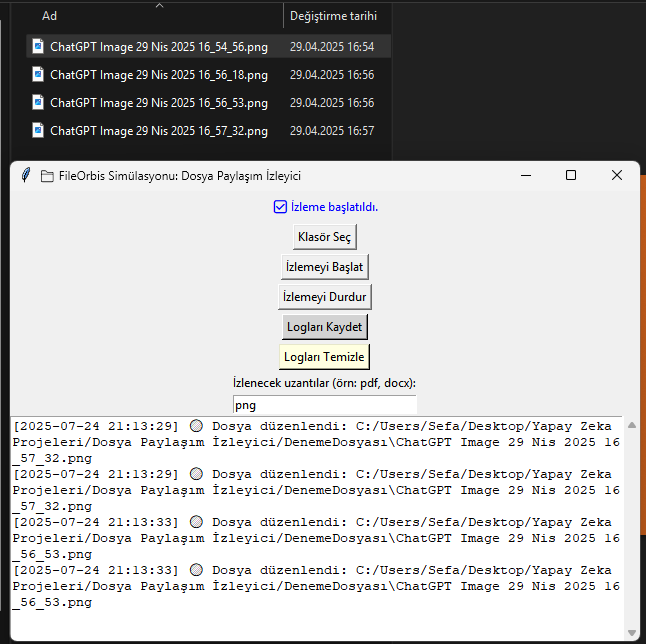 Ad Değiştirme tarihi
ChatGPT Image 29 Nis 2025 16_54_56.png 29.04.2025 16:54
ChatGPT Image 29 Nis 2025 16_56_18.png 29.04.2025 16:56
ChatGPT Image 29 Nis 2025 16_56_53.png 29.04.2025 16:56
ChatGPT Image 29 Nis 2025 16_57_32.png 29.04.2025 16:57
FileOrbis Simülasyonu: Dosya Paylaşım İzleyici
İzleme başlatıldı.
Klasör Seç
İzlemeyi Başlat
İzlemeyi Durdur
Logları Kaydet
Logları Temizle
İzlenecek uzantılar (örn: pdf, docx):
png
[2025-07-24 21:13:29] Dosya düzenlendi: C:/Users/Sefa/Desktop/Yapay Zeka
Projeleri/Dosya Paylaşım İzleyici/DenemeDosyası\ChatGPT Image 29 Nis 2025 16
_57_32.png
[2025-07-24 21:13:29] Dosya düzenlendi: C:/Users/Sefa/Desktop/Yapay Zeka
Projeleri/Dosya Paylaşım İzleyici/DenemeDosyası\ChatGPT Image 29 Nis 2025 16
_57_32.png
[2025-07-24 21:13:33] Dosya düzenlendi: C:/Users/Sefa/Desktop/Yapay Zeka
Projeleri/Dosya Paylaşım İzleyici/DenemeDosyası\ChatGPT Image 29 Nis 2025 16
_56_53.png
[2025-07-24 21:13:33] Dosya düzenlendi: C:/Users/Sefa/Desktop/Yapay Zeka
Projeleri/Dosya Paylaşım İzleyici/DenemeDosyası\ChatGPT Image 29 Nis 2025 16
_56_53.png